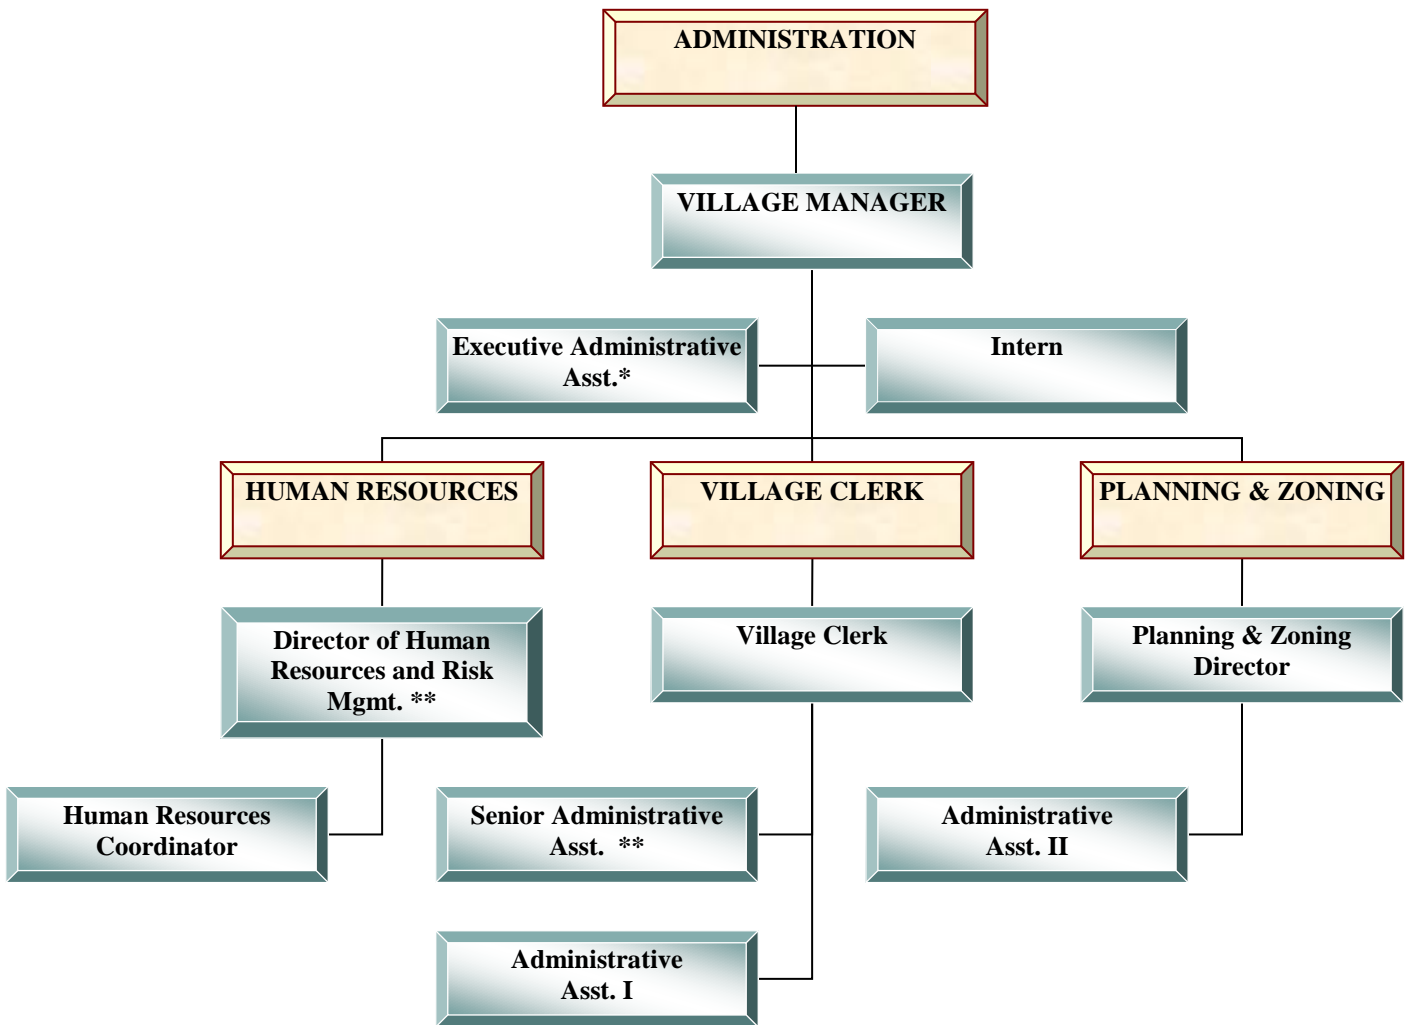 ADMINISTRATION
VILLAGE MANAGER
Executive Administrative
Asst.*
Intern
HUMAN RESOURCES
VILLAGE CLERK
PLANNING & ZONING
Director of Human
Resources and Risk
Mgmt. **
Village Clerk
Planning & Zoning
Director
Human Resources
Coordinator
Senior Administrative
Asst.  **
Administrative
Asst. II
Administrative
Asst. I